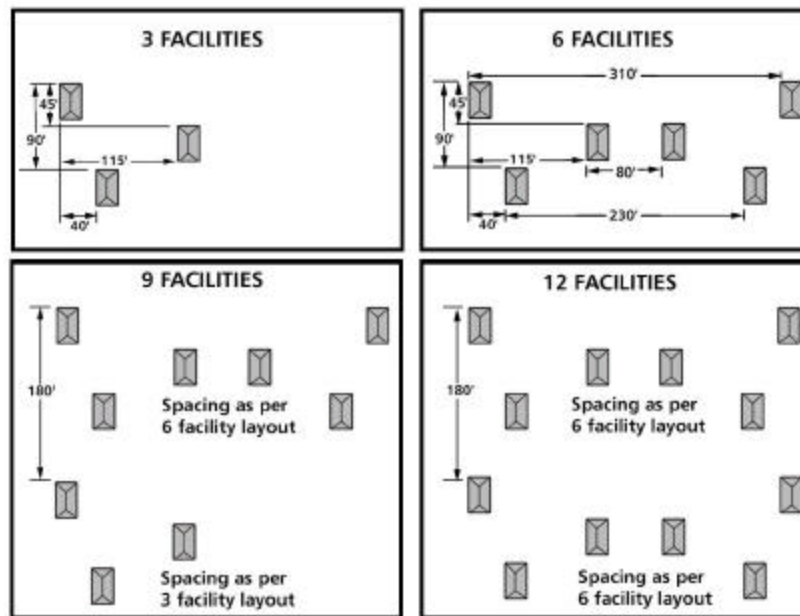 3 FACILITIES
45'
90'
115'
40'
6 FACILITIES
310'
45'
90'
115'
80'
40'
230'
9 FACILITIES
180'
Spacing as per
6 facility layout
Spacing as per
3 facility layout
12 FACILITIES
180'
Spacing as per
6 facility layout
Spacing as per
6 facility layout